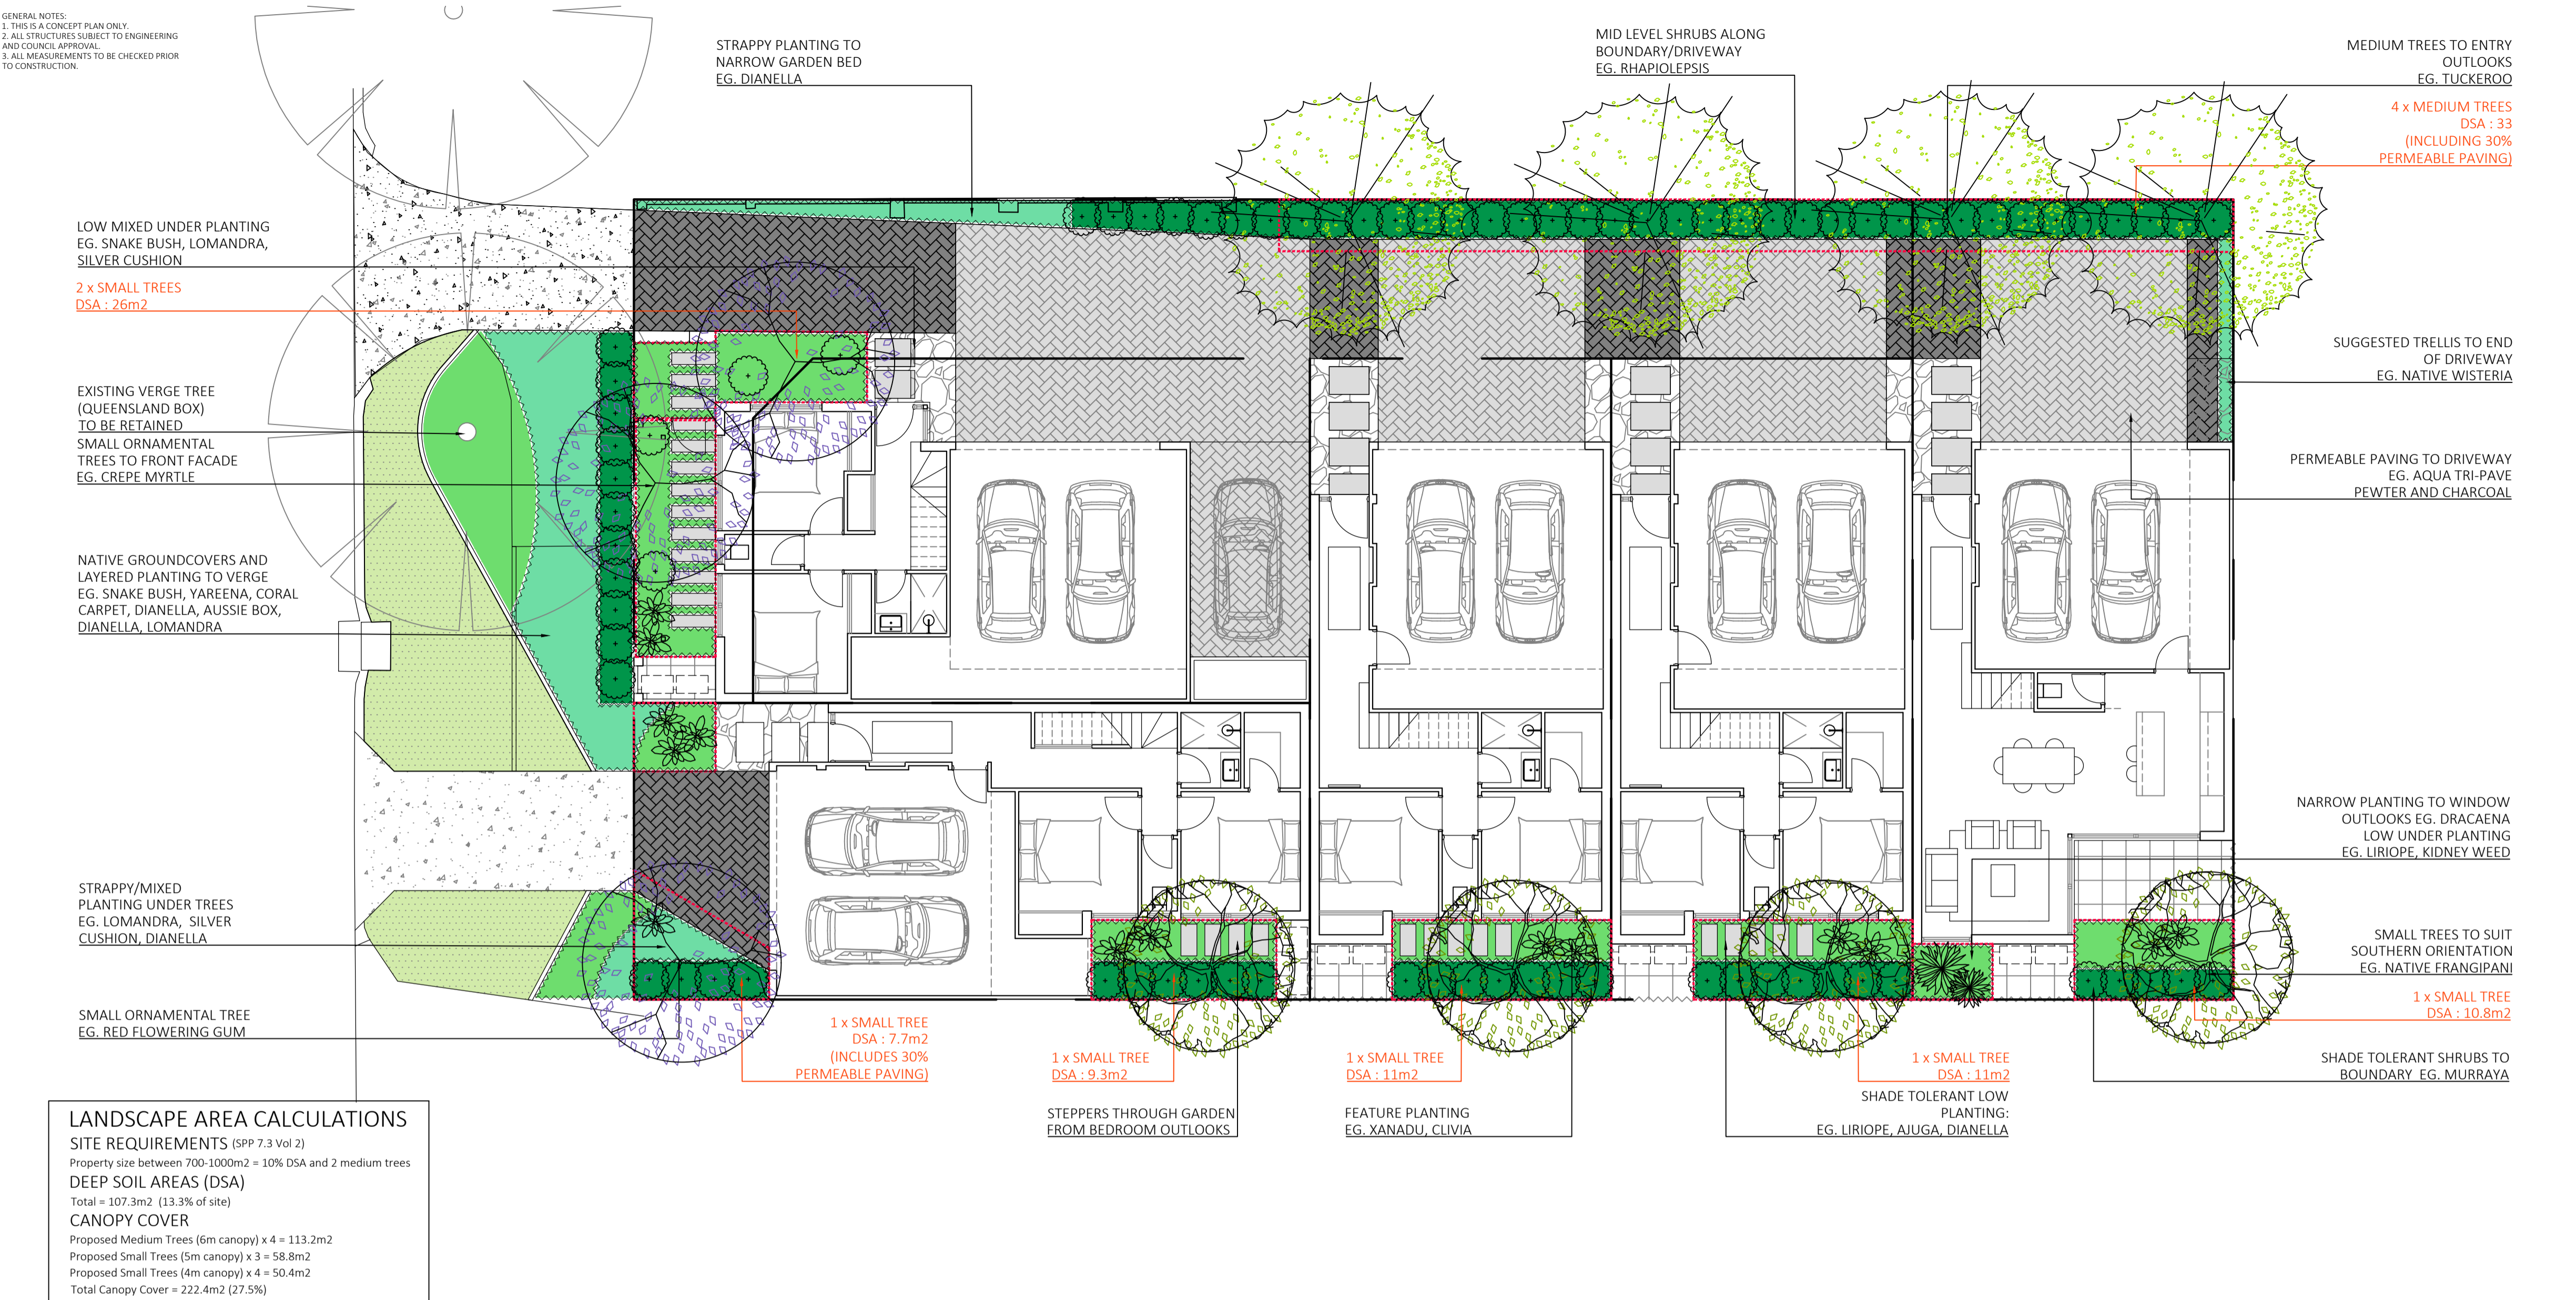 GENERAL NOTES:
1. THIS IS A CONCEPT PLAN ONLY.
2. ALL STRUCTURES SUBJECT TO ENGINEERING
AND COUNCIL APPROVAL.
3. ALL MEASUREMENTS TO BE CHECKED PRIOR
TO CONSTRUCTION.
STRAPPY PLANTING TO
NARROW GARDEN BED
EG. DIANELLA
MID LEVEL SHRUBS ALONG
BOUNDARY/DRIVEWAY
EG. RHAPIOLEPSIS
MEDIUM TREES TO ENTRY
OUTLOOKS
EG. TUCKEROO
4 x MEDIUM TREES
DSA : 33
(INCLUDING 30%
PERMEABLE PAVING)
LOW MIXED UNDER PLANTING
EG. SNAKE BUSH, LOMANDRA,
SILVER CUSHION
2 x SMALL TREES
DSA : 26m2
EXISTING VERGE TREE
(QUEENSLAND BOX)
TO BE RETAINED
SMALL ORNAMENTAL
TREES TO FRONT FACADE
EG. CREPE MYRTLE
NATIVE GROUNDCOVERS AND
LAYERED PLANTING TO VERGE
EG. SNAKE BUSH, YAREENA, CORAL
CARPET, DIANELLA, AUSSIE BOX,
DIANELLA, LOMANDRA
STRAPPY/MIXED
PLANTING UNDER TREES
EG. LOMANDRA, SILVER
CUSHION, DIANELLA
SMALL ORNAMENTAL TREE
EG. RED FLOWERING GUM
SUGGESTED TRELLIS TO END
OF DRIVEWAY
EG. NATIVE WISTERIA
PERMEABLE PAVING TO DRIVEWAY
EG. AQUA TRI-PAVE
PEWTER AND CHARCOAL
NARROW PLANTING TO WINDOW
OUTLOOKS EG. DRACAENA
LOW UNDER PLANTING
EG. LIRIOPE, KIDNEY WEED
SMALL TREES TO SUIT
SOUTHERN ORIENTATION
EG. NATIVE FRANGIPANI
1 x SMALL TREE
DSA : 10.8m2
SHADE TOLERANT SHRUBS TO
BOUNDARY EG. MURRAYA
1 x SMALL TREE
DSA : 7.7m2
(INCLUDES 30%
PERMEABLE PAVING)
1 x SMALL TREE
DSA : 9.3m2
STEPPERS THROUGH GARDEN
FROM BEDROOM OUTLOOKS
1 x SMALL TREE
DSA : 11m2
FEATURE PLANTING
EG. XANADU, CLIVIA
1 x SMALL TREE
DSA : 11m2
SHADE TOLERANT LOW
PLANTING:
EG. LIRIOPE, AJUGA, DIANELLA
LANDSCAPE AREA CALCULATIONS
SITE REQUIREMENTS (SPP 7.3 Vol 2)
Property size between 700-1000m2 = 10% DSA and 2 medium trees
DEEP SOIL AREAS (DSA)
Total = 107.3m2 (13.3% of site)
CANOPY COVER
Proposed Medium Trees (6m canopy) x 4 = 113.2m2
Proposed Small Trees (5m canopy) x 3 = 58.8m2
Proposed Small Trees (4m canopy) x 4 = 50.4m2
Total Canopy Cover = 222.4m2 (27.5%)